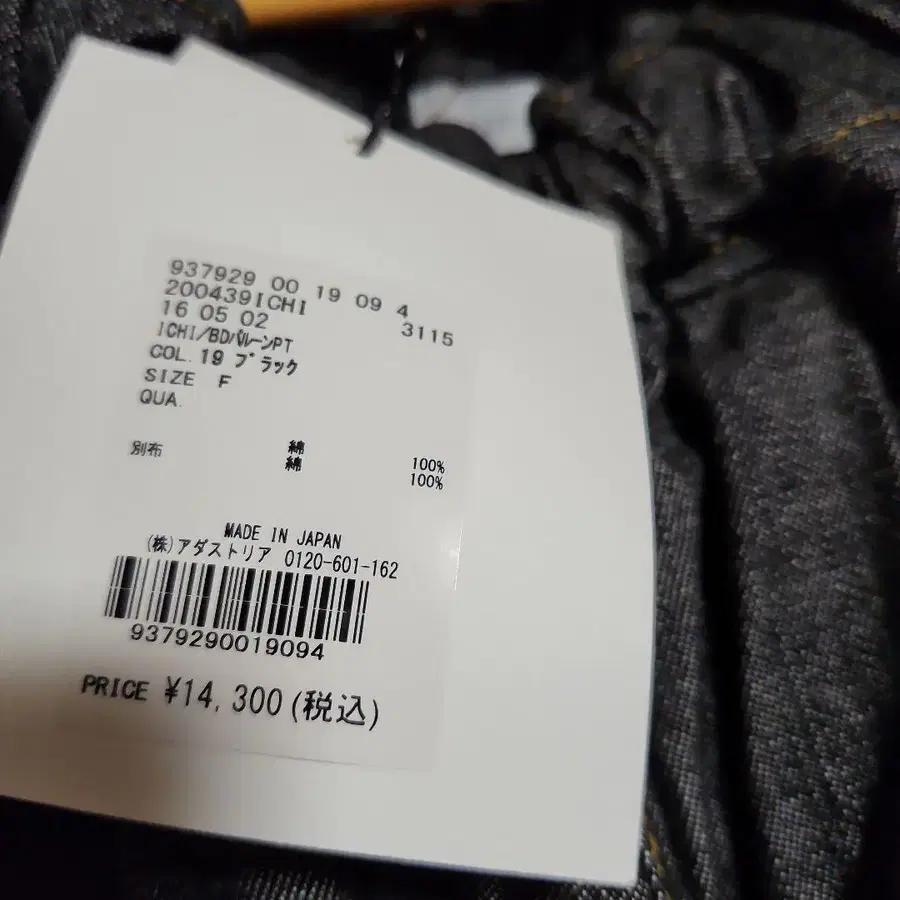 937929 00 19 09 4
200439ICHI 3115
16 05 02
ICHI/BDバルーンPT
COL.19 ブラック
SIZE F
QUA.
綿 100%
別布 綿 100%
MADE IN JAPAN
(株)アダストリア 0120-601-162
9379290019094
PRICE ¥14,300(税込)